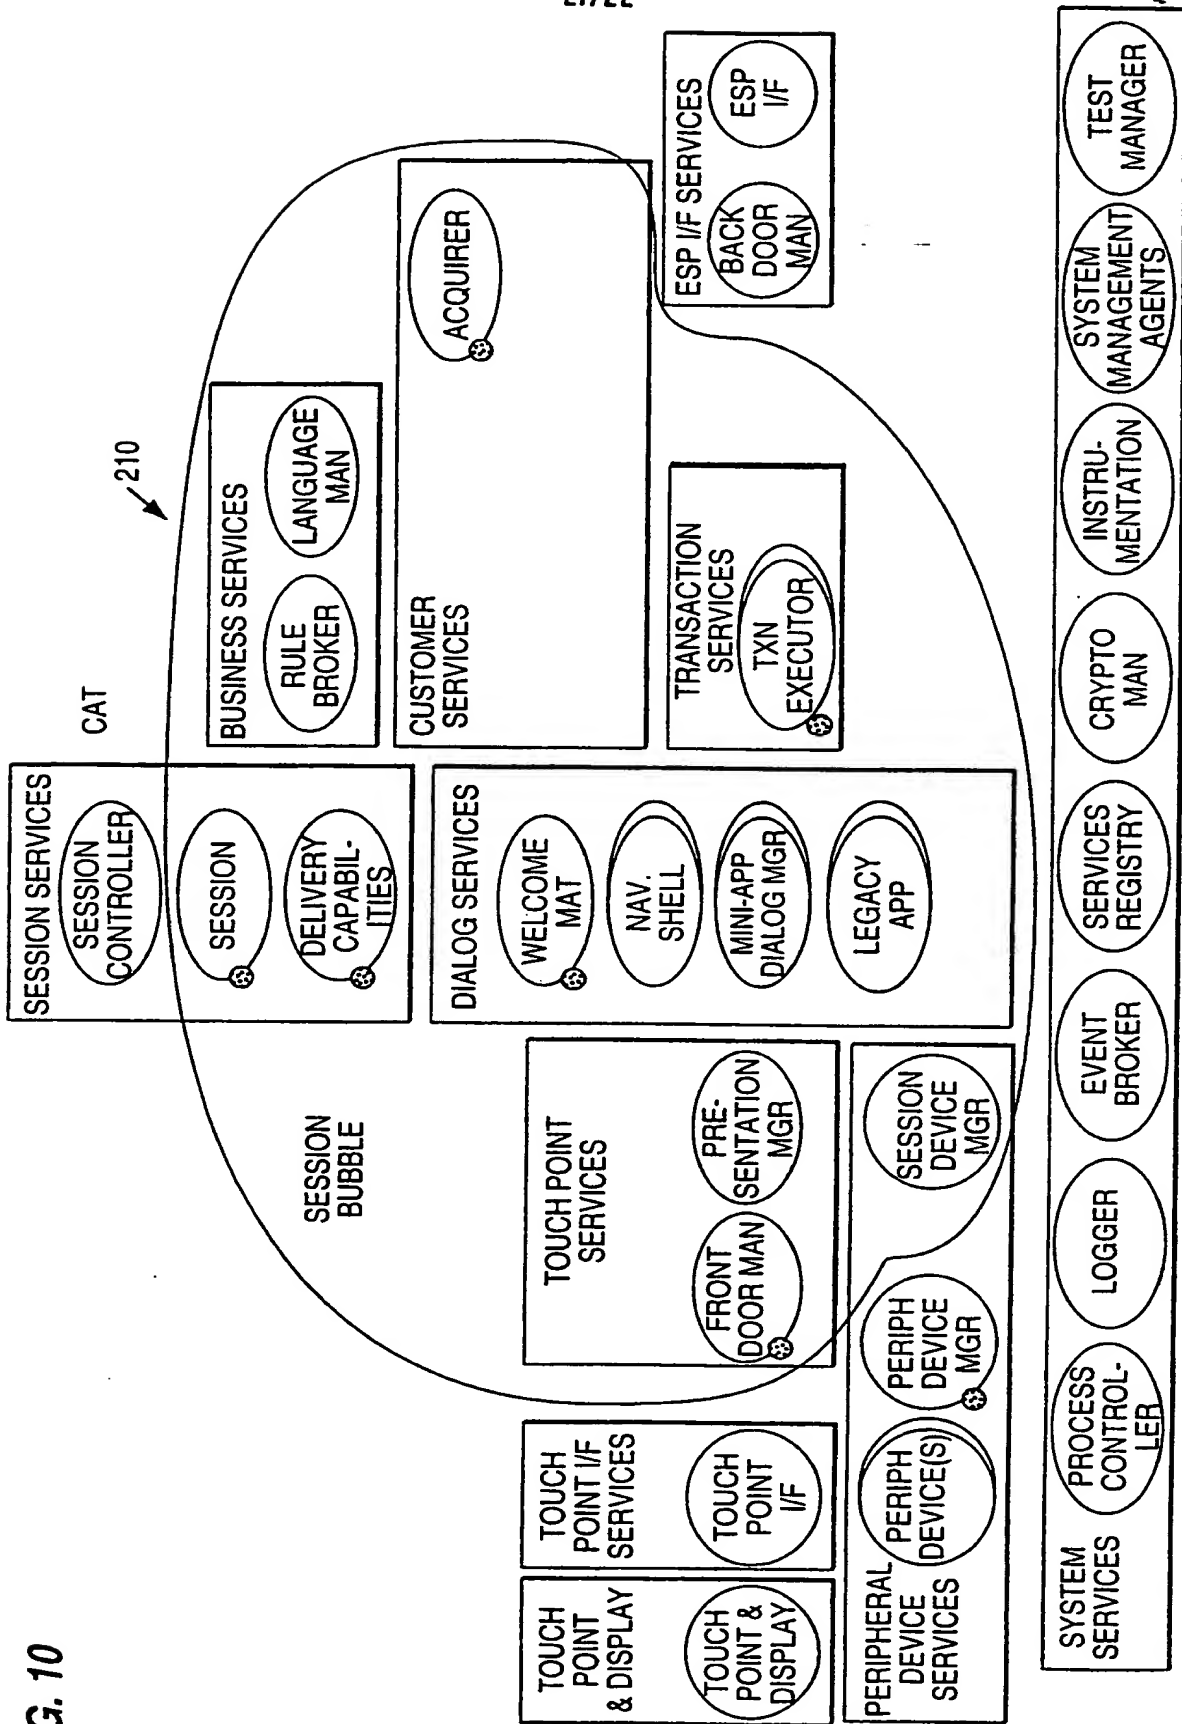 G. 10
CAT
210
SESSION
BUBBLE
SESSION SERVICES
SESSION
CONTROLLER
SESSION
DELIVERY
CAPABIL-
ITIES
BUSINESS SERVICES
RULE
BROKER
LANGUAGE
MAN
CUSTOMER
SERVICES
ACQUIRER
TOUCH
POINT
& DISPLAY
TOUCH
POINT &
DISPLAY
TOUCH
POINT I/F
SERVICES
TOUCH
POINT
I/F
TOUCH POINT
SERVICES
FRONT
DOOR MAN
PRE-
SENTATION
MGR
DIALOG SERVICES
WELCOME
MAT
NAV.
SHELL
MINI-APP
DIALOG MGR
LEGACY
APP
TRANSACTION
SERVICES
TXN
EXECUTOR
ESP I/F SERVICES
BACK
DOOR
MAN
ESP
I/F
PERIPHERAL
DEVICE
SERVICES
PERIPH
DEVICE(S)
PERIPH
DEVICE
MGR
SESSION
DEVICE
MGR
SYSTEM
SERVICES
PROCESS
CONTROL-
LER
LOGGER
EVENT
BROKER
SERVICES
REGISTRY
CRYPTO
MAN
INSTRU-
MENTATION
SYSTEM
MANAGEMENT
AGENTS
TEST
MANAGER